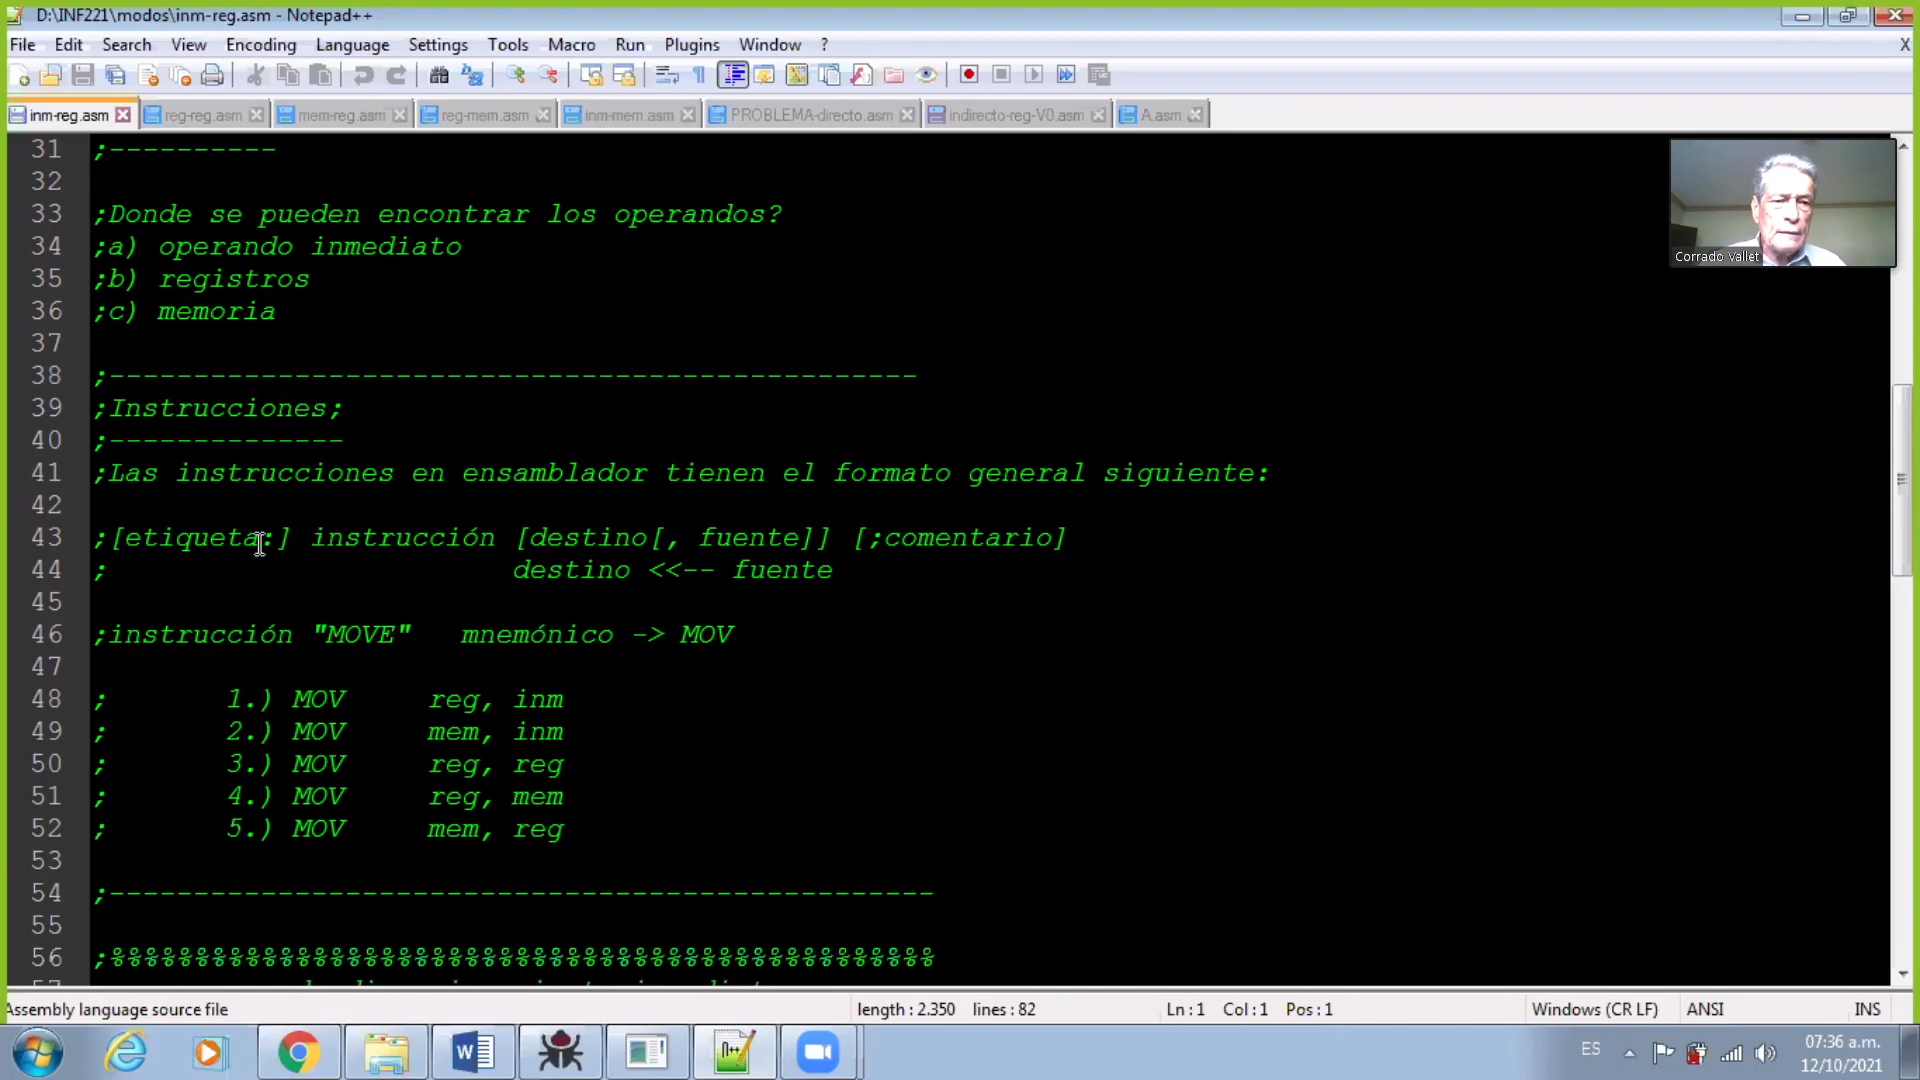 D:\INF221\modos\inm-reg.asm - Notepad++
File Edit Search View Encoding Language Settings Tools Macro Run Plugins Window ? X
inm-reg.asm reg-reg.asm mem-reg.asm reg-mem.asm inm-mem.asm PROBLEMA-directo.asm indirecto-reg-V0.asm A.asm
31 ;----------
32
33 ;Donde se pueden encontrar los operandos?
34 ;a) operando inmediato
35 ;b) registros
36 ;c) memoria
37
38 ;------------------------------------------------
39 ;Instrucciones;
40 ;--------------
41 ;Las instrucciones en ensamblador tienen el formato general siguiente:
42
43 ;[etiqueta:] instrucción [destino[, fuente]] [;comentario]
44 ; destino <<-- fuente
45
46 ;instrucción "MOVE" mnemónico -> MOV
47
48 ; 1.) MOV reg, inm
49 ; 2.) MOV mem, inm
50 ; 3.) MOV reg, reg
51 ; 4.) MOV reg, mem
52 ; 5.) MOV mem, reg
53
54 ;-------------------------------------------------
55
56 ;%%%%%%%%%%%%%%%%%%%%%%%%%%%%%%%%%%%%%%%%%%%%%%%%%
Corrado Vallet
Assembly language source file length : 2.350 lines : 82 Ln : 1 Col : 1 Pos : 1 Windows (CR LF) ANSI INS
ES 07:36 a.m.
12/10/2021